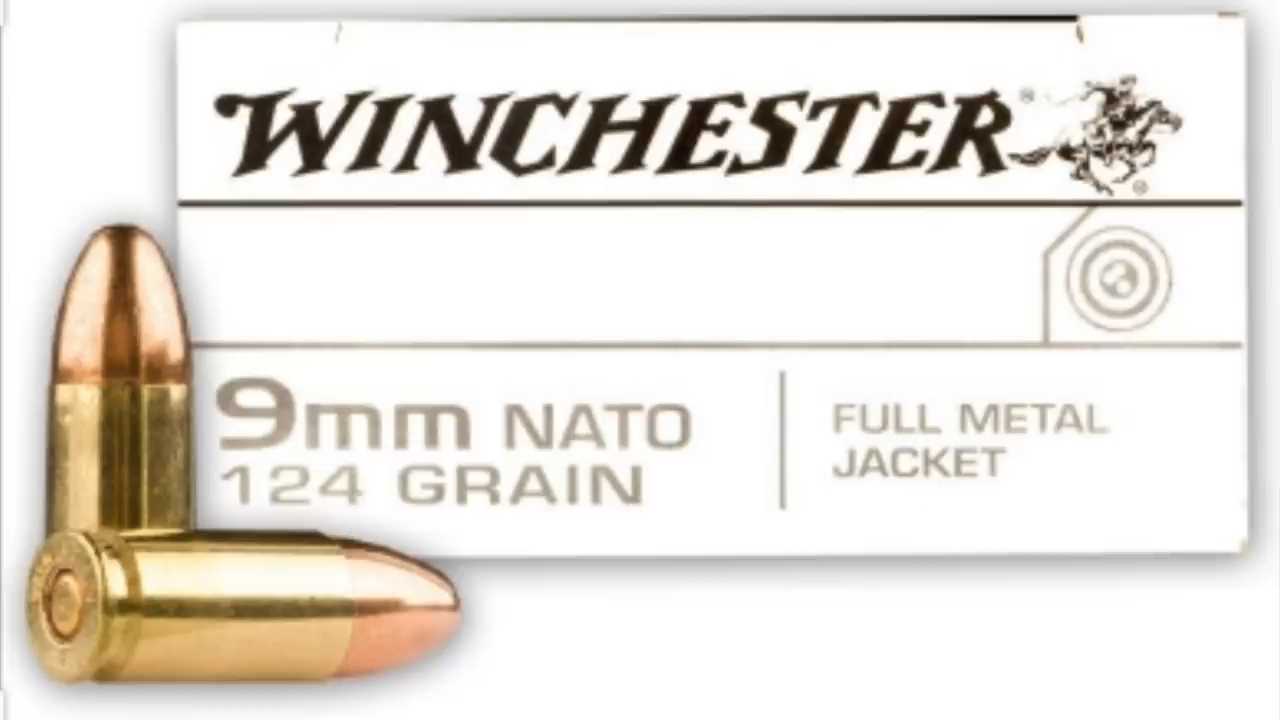 WINCHESTER®
®
9mm NATO
124 GRAIN
FULL METAL
JACKET